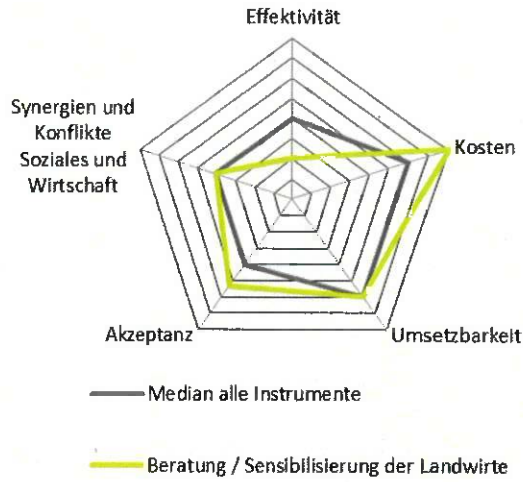 Effektivität
Synergien und
Konflikte
Soziales und
Wirtschaft
Kosten
Akzeptanz
Umsetzbarkeit
Median alle Instrumente
Beratung / Sensibilisierung der Landwirte